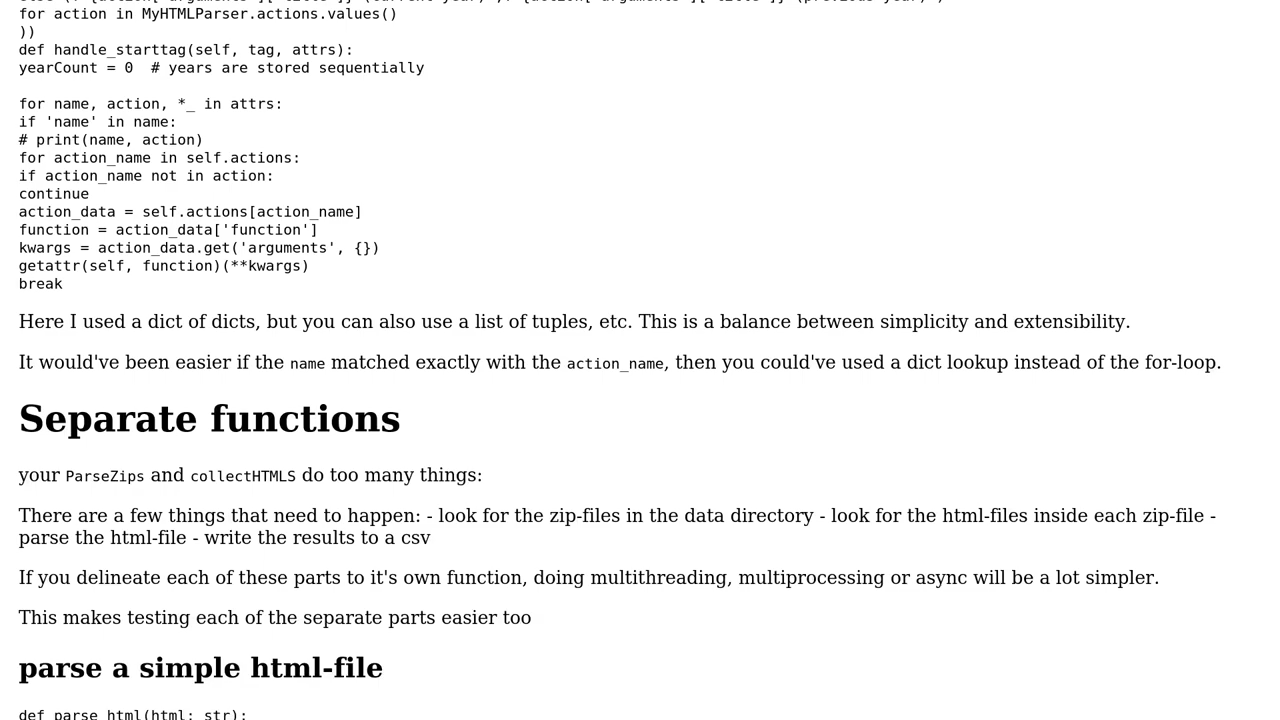 for action in MyHTMLParser.actions.values()
))
def handle_starttag(self, tag, attrs):
yearCount = 0  # years are stored sequentially
for name, action, *_ in attrs:
if 'name' in name:
# print(name, action)
for action_name in self.actions:
if action_name not in action:
continue
action_data = self.actions[action_name]
function = action_data['function']
kwargs = action_data.get('arguments', {})
getattr(self, function)(**kwargs)
break
Here I used a dict of dicts, but you can also use a list of tuples, etc. This is a balance between simplicity and extensibility.
It would've been easier if the name matched exactly with the action_name, then you could've used a dict lookup instead of the for-loop.
Separate functions
your ParseZips and collectHTMLS do too many things:
There are a few things that need to happen: - look for the zip-files in the data directory - look for the html-files inside each zip-file -
parse the html-file - write the results to a csv
If you delineate each of these parts to it's own function, doing multithreading, multiprocessing or async will be a lot simpler.
This makes testing each of the separate parts easier too
parse a simple html-file
def parse_html(html: str):